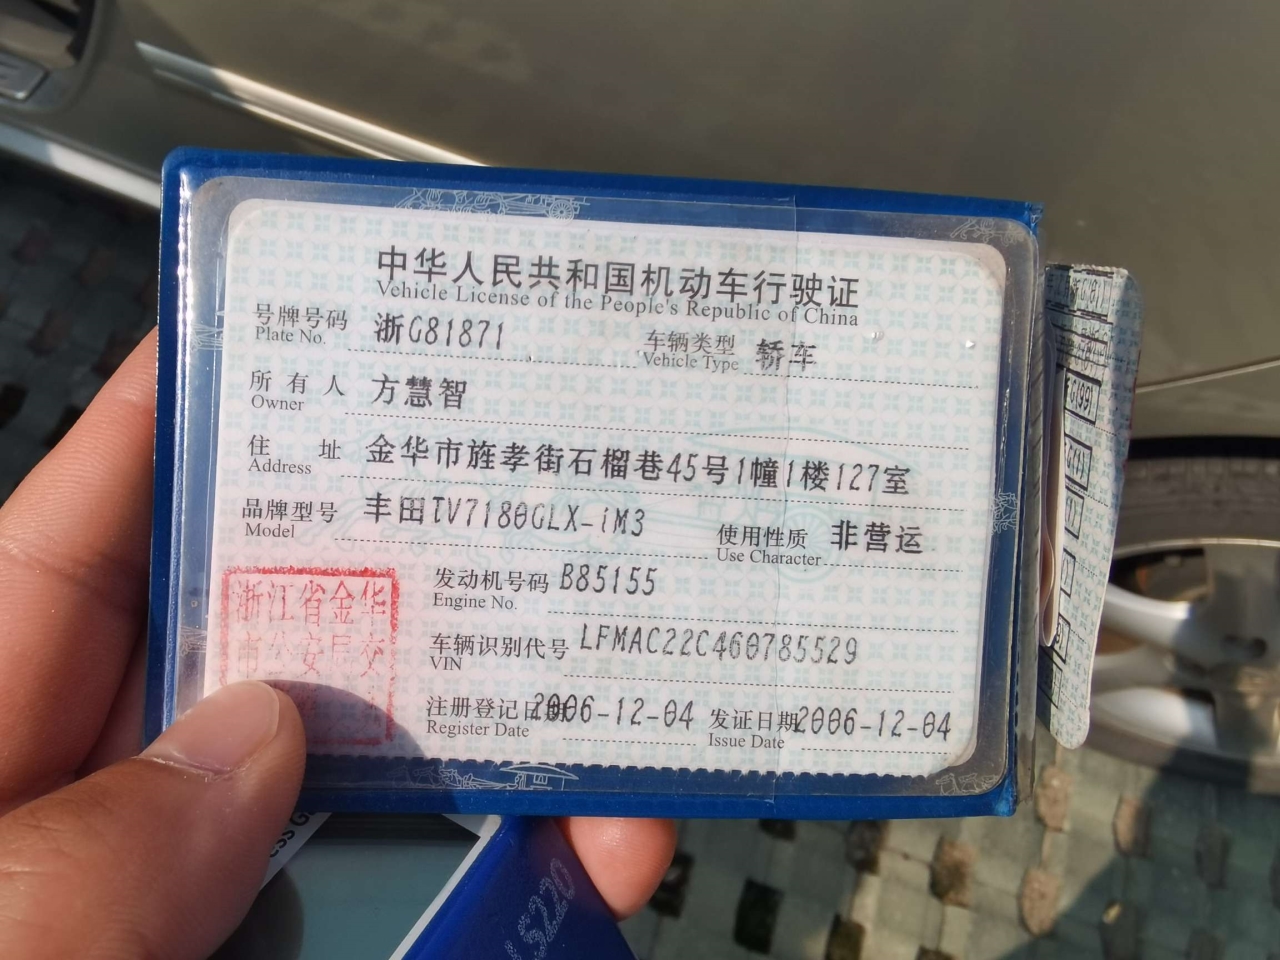 中华人民共和国机动车行驶证
Vehicle License of the People's Republic of China
号牌号码 浙G81871 车辆类型 轿车
Plate No. Vehicle Type
所有人 方慧智
Owner
住址 金华市旌孝街石榴巷45号1幢1楼127室
Address
品牌型号 丰田TV7180GLX-iM3 使用性质 非营运
Model Use Character
发动机号码 B85155
Engine No.
车辆识别代号 LFMAC22C460785529
VIN
注册登记日期 2006-12-04 发证日期 2006-12-04
Register Date Issue Date
浙江省金华
市公安局交